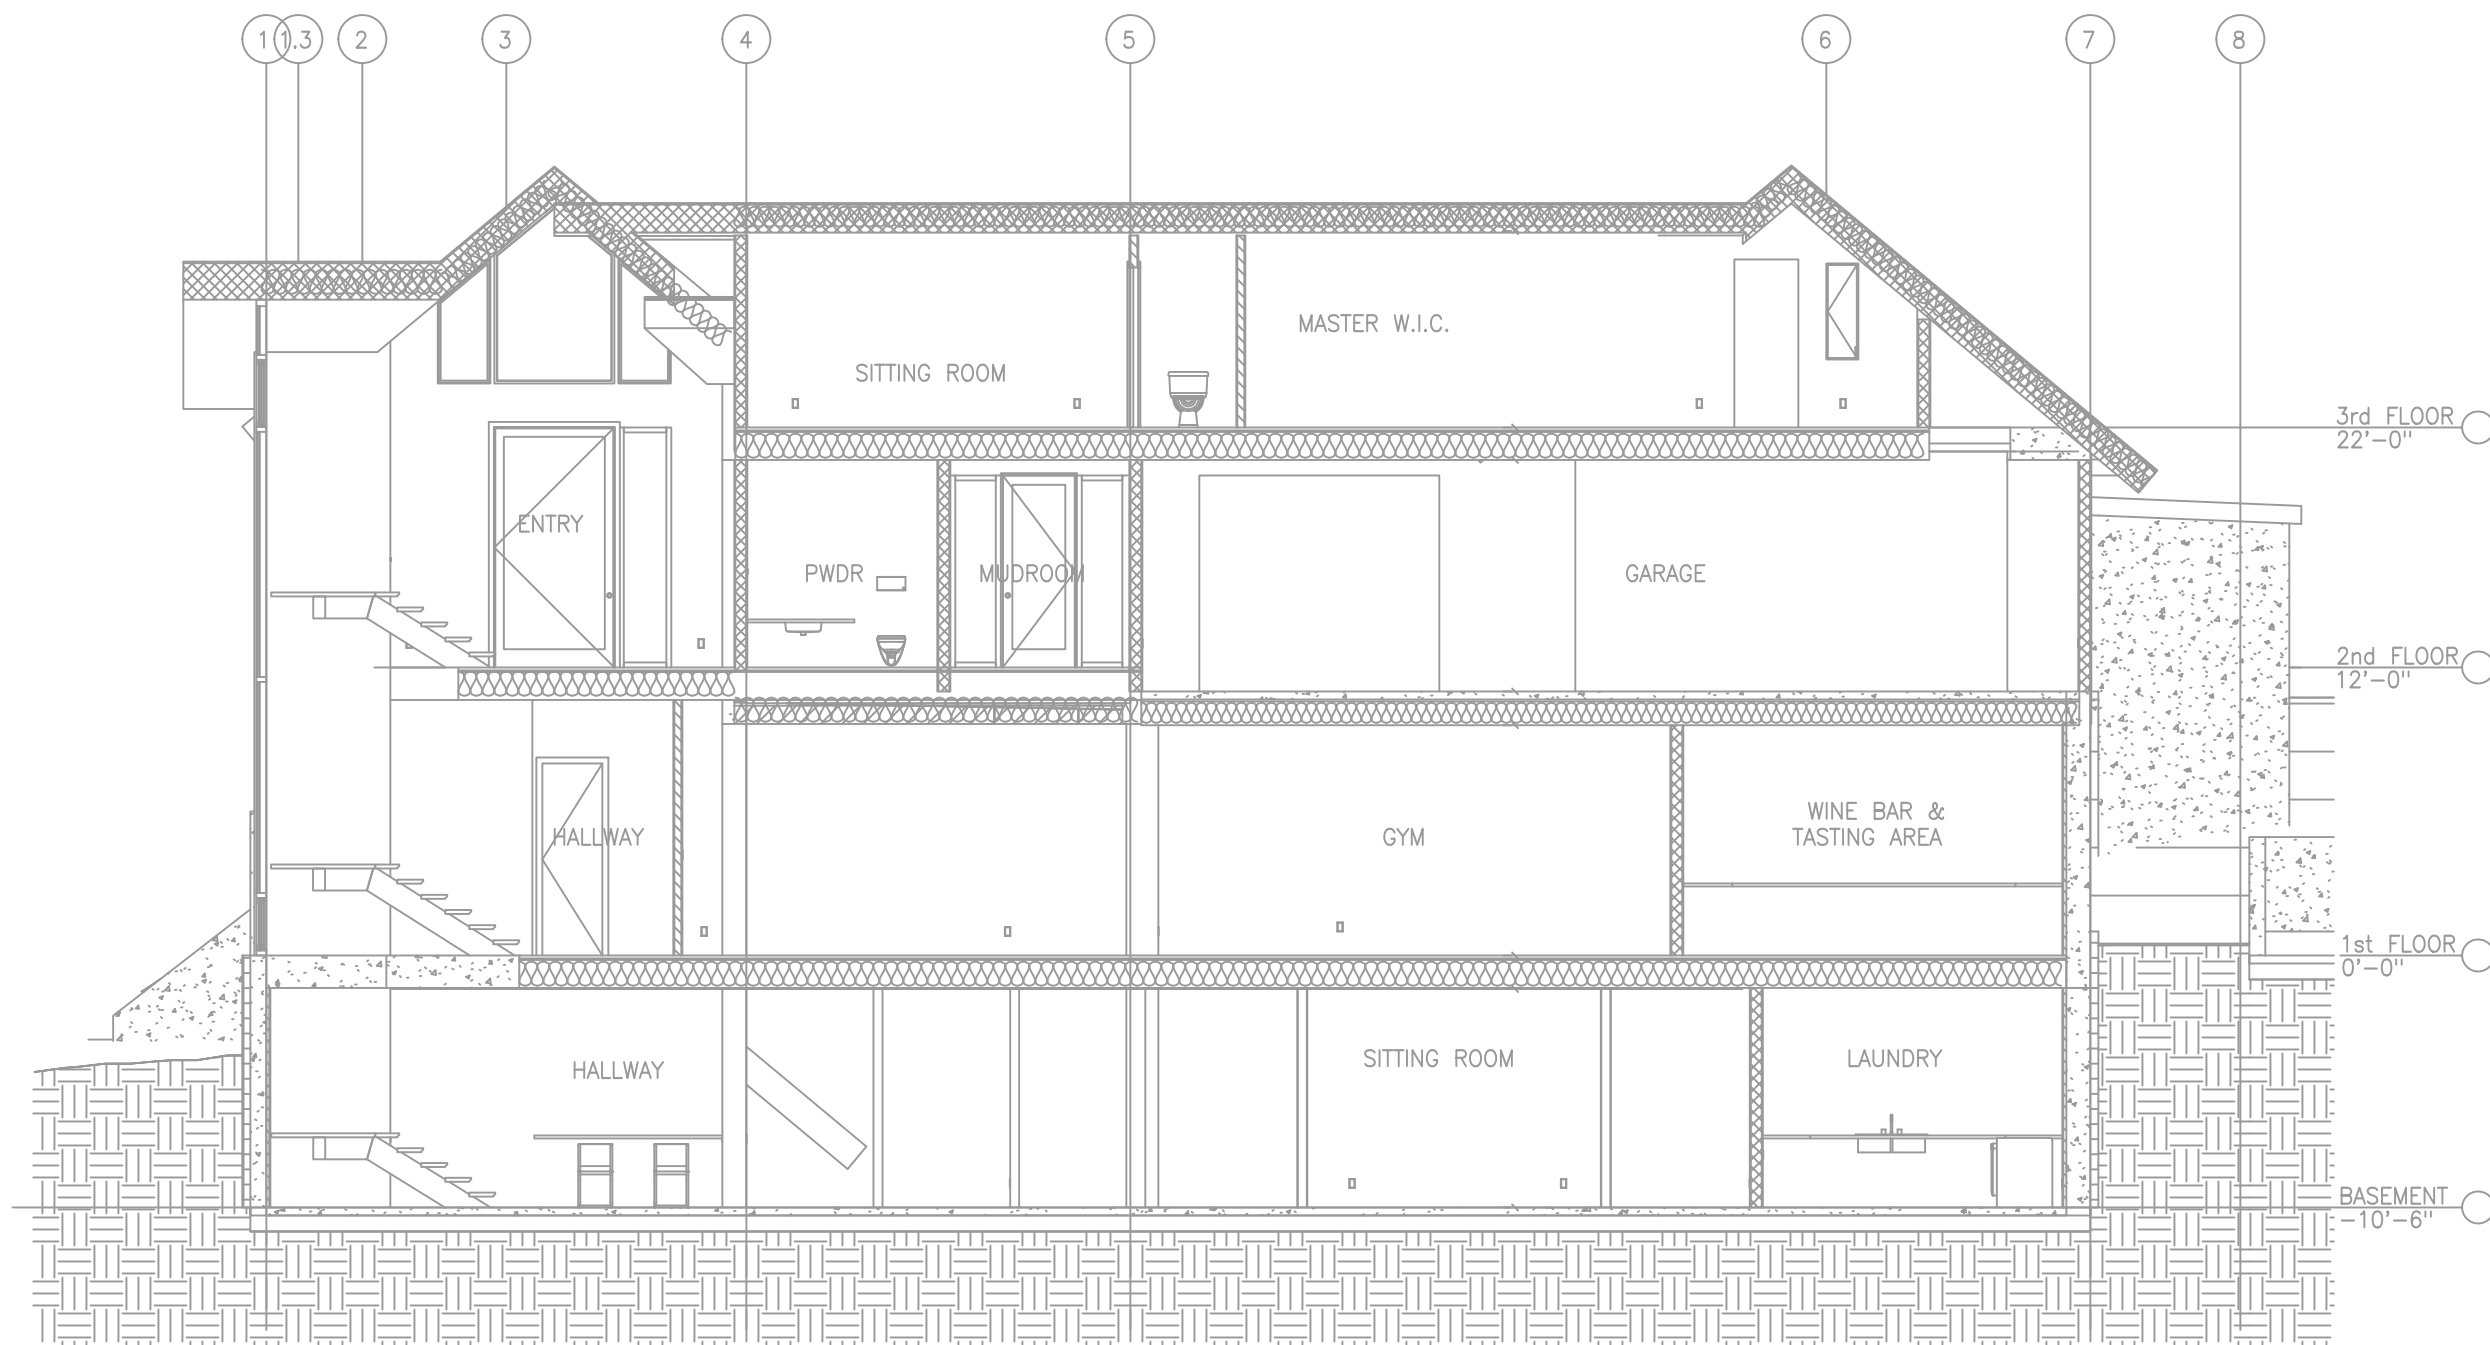 1
1.3
2
3
4
5
6
7
8
MASTER W.I.C.
SITTING ROOM
3rd FLOOR
22'-0"
ENTRY
PWDR
MUDROOM
GARAGE
2nd FLOOR
12'-0"
HALLWAY
GYM
WINE BAR &
TASTING AREA
1st FLOOR
0'-0"
HALLWAY
SITTING ROOM
LAUNDRY
BASEMENT
-10'-6"